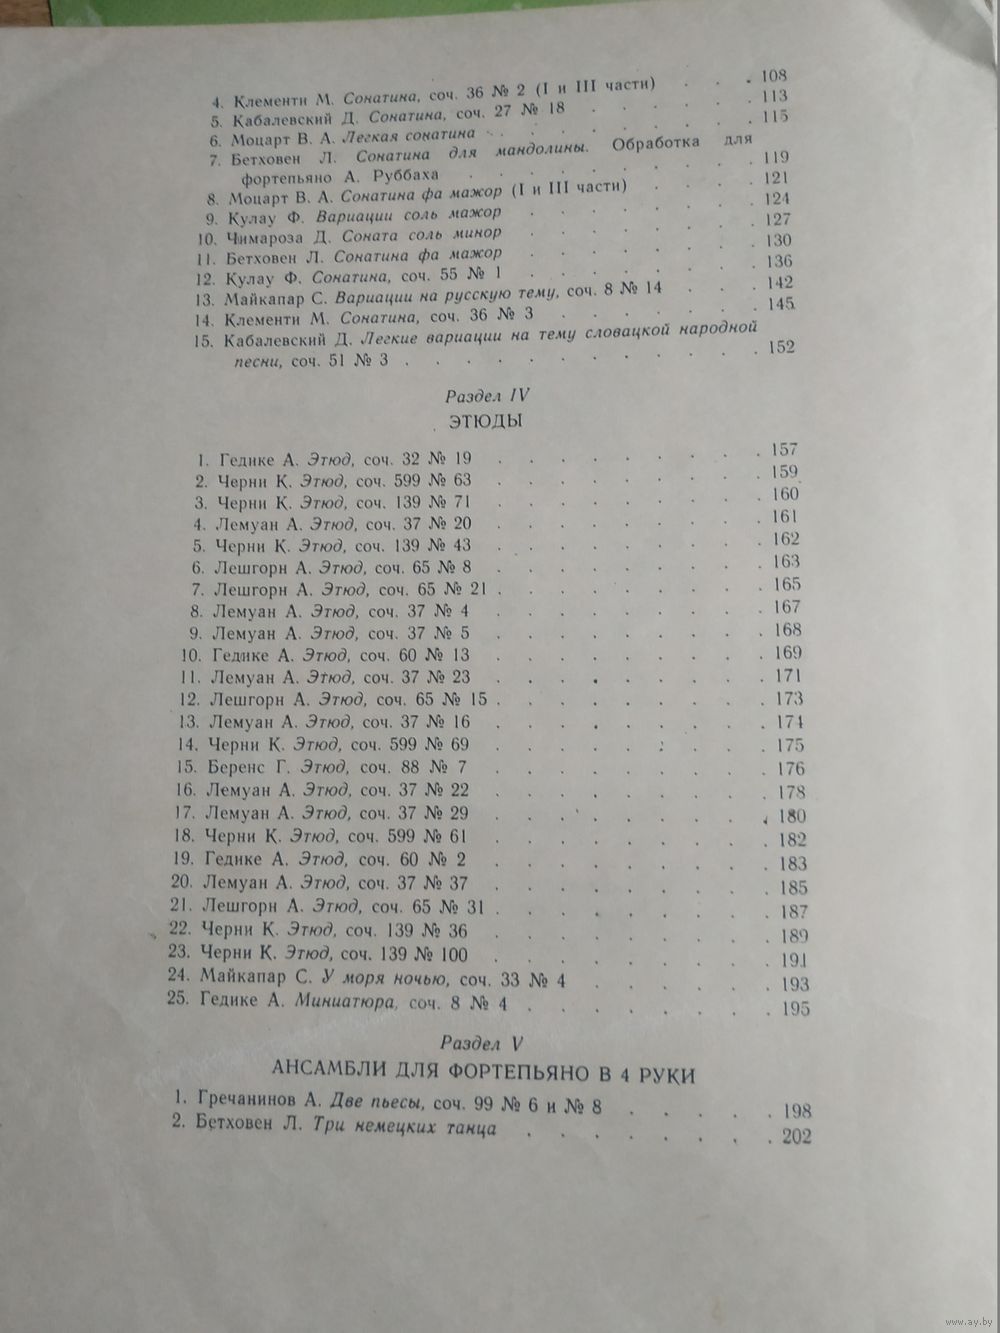 4. Клементи М. Сонатина, соч. 36 № 2 (I и III части) . . . 108
5. Кабалевский Д. Сонатина, соч. 27 № 18 . . . . . . 113
6. Моцарт В. А. Легкая сонатина . . . . . . . . 115
7. Бетховен Л. Сонатина для мандолины. Обработка для
фортепьяно А. Руббаха . . . . . . . . . 119
8. Моцарт В. А. Сонатина фа мажор (I и III части) . . . . 121
9. Кулау Ф. Вариации соль мажор . . . . . . . . 124
10. Чимароза Д. Соната соль минор . . . . . . . . 127
11. Бетховен Л. Сонатина фа мажор . . . . . . . . 130
12. Кулау Ф. Сонатина, соч. 55 № 1 . . . . . . . . 136
13. Майкапар С. Вариации на русскую тему, соч. 8 № 14 . . . 142
14. Клементи М. Сонатина, соч. 36 № 3 . . . . . . . 145
15. Кабалевский Д. Легкие вариации на тему словацкой народной
песни, соч. 51 № 3 . . . . . . . . . . . . 152
Раздел IV
ЭТЮДЫ
1. Гедике А. Этюд, соч. 32 № 19 . . . . . . . . . 157
2. Черни К. Этюд, соч. 599 № 63 . . . . . . . . . 159
3. Черни К. Этюд, соч. 139 № 71 . . . . . . . . . 160
4. Лемуан А. Этюд, соч. 37 № 20 . . . . . . . . . 161
5. Черни К. Этюд, соч. 139 № 43 . . . . . . . . . 162
6. Лешгорн А. Этюд, соч. 65 № 8 . . . . . . . . . 163
7. Лешгорн А. Этюд, соч. 65 № 21 . . . . . . . . . 165
8. Лемуан А. Этюд, соч. 37 № 4 . . . . . . . . . 167
9. Лемуан А. Этюд, соч. 37 № 5 . . . . . . . . . 168
10. Гедике А. Этюд, соч. 60 № 13 . . . . . . . . . 169
11. Лемуан А. Этюд, соч. 37 № 23 . . . . . . . . . 171
12. Лешгорн А. Этюд, соч. 65 № 15 . . . . . . . . . 173
13. Лемуан А. Этюд, соч. 37 № 16 . . . . . . . . . 174
14. Черни К. Этюд, соч. 599 № 69 . . . . . . . . . 175
15. Беренс Г. Этюд, соч. 88 № 7 . . . . . . . . . 176
16. Лемуан А. Этюд, соч. 37 № 22 . . . . . . . . . 178
17. Лемуан А. Этюд, соч. 37 № 29 . . . . . . . . . 180
18. Черни К. Этюд, соч. 599 № 61 . . . . . . . . . 182
19. Гедике А. Этюд, соч. 60 № 2 . . . . . . . . . 183
20. Лемуан А. Этюд, соч. 37 № 37 . . . . . . . . . 185
21. Лешгорн А. Этюд, соч. 65 № 31 . . . . . . . . . 187
22. Черни К. Этюд, соч. 139 № 36 . . . . . . . . . 189
23. Черни К. Этюд, соч. 139 № 100 . . . . . . . . . 191
24. Майкапар С. У моря ночью, соч. 33 № 4 . . . . . . 193
25. Гедике А. Миниатюра, соч. 8 № 4 . . . . . . . . 195
Раздел V
АНСАМБЛИ ДЛЯ ФОРТЕПЬЯНО В 4 РУКИ
1. Гречанинов А. Две пьесы, соч. 99 № 6 и № 8 . . . . . 198
2. Бетховен Л. Три немецких танца . . . . . . . . 202
www.ay.by